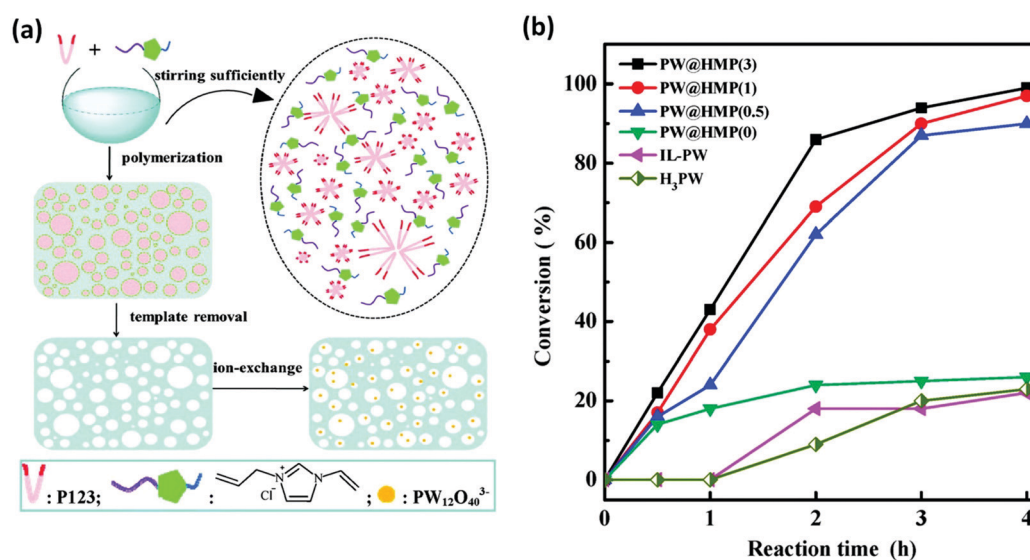 (a)
+
stirring sufficiently
polymerization
template removal
ion-exchange
: P123;
:
N
+
N
Cl⁻
; : PW₁₂O₄₀³⁻
(b)
PW@HMP(3)
PW@HMP(1)
PW@HMP(0.5)
PW@HMP(0)
IL-PW
H₃PW
Conversion ( %)
100
80
60
40
20
0
0 1 2 3 4
Reaction time (h)